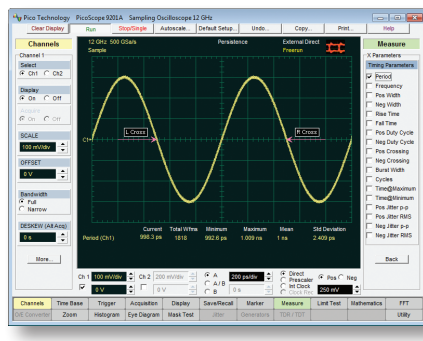 Pico Technology PicoScope 9201A Sampling Oscilloscope 12 GHz
Clear Display Run Stop/Single Autoscale... Default Setup... Undo... Copy... Print... Help
Channels
Channel 1
Select
Ch1 Ch2
Display
On Off
Acquire
On Off
SCALE
100 mV/div
OFFSET
0 V
Bandwidth
Full
Narrow
DESKEW (All Acq)
0 s
More...
12 GHz 500 GSa/s Persistence External Direct
Sample Freerun
Ch1
L Cross R Cross
Current Total Wfms Minimum Maximum Mean Std Deviation
Period (Ch1) 998.3 ps 1818 992.6 ps 1.009 ns 1 ns 2.409 ps
Measure
X Parameters
Timing Parameters
Period
Frequency
Pos Width
Neg Width
Rise Time
Fall Time
Pos Duty Cycle
Neg Duty Cycle
Pos Crossing
Neg Crossing
Burst Width
Cycles
Time@Maximum
Time@Minimum
Pos Jitter p-p
Pos Jitter RMS
Neg Jitter p-p
Neg Jitter RMS
Back
Ch 1 100 mV/div Ch 2 200 mV/div A 200 ps/div Direct Pos Neg
A / B Prescaler
0 V 0 V B 0 s Int Clock 250 mV
Clock Rec
Channels Time Base Trigger Acquisition Display Save/Recall Marker Measure Limit Test Mathematics FFT
O/E Converter Zoom Histogram Eye Diagram Mask Test Jitter Generators TDR / TDT Utility